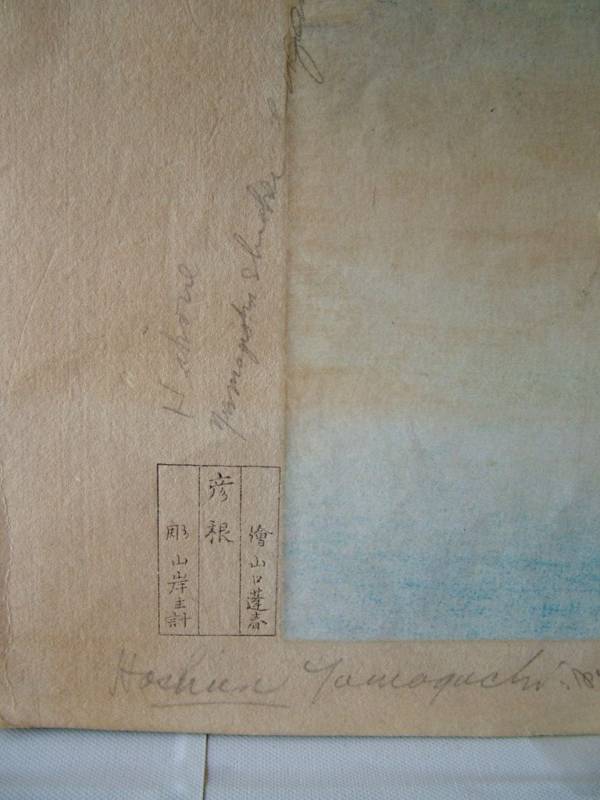 Hikone
繪 山口蓬春
彦根
彫 山岸主計
Hoshun Yamaguchi